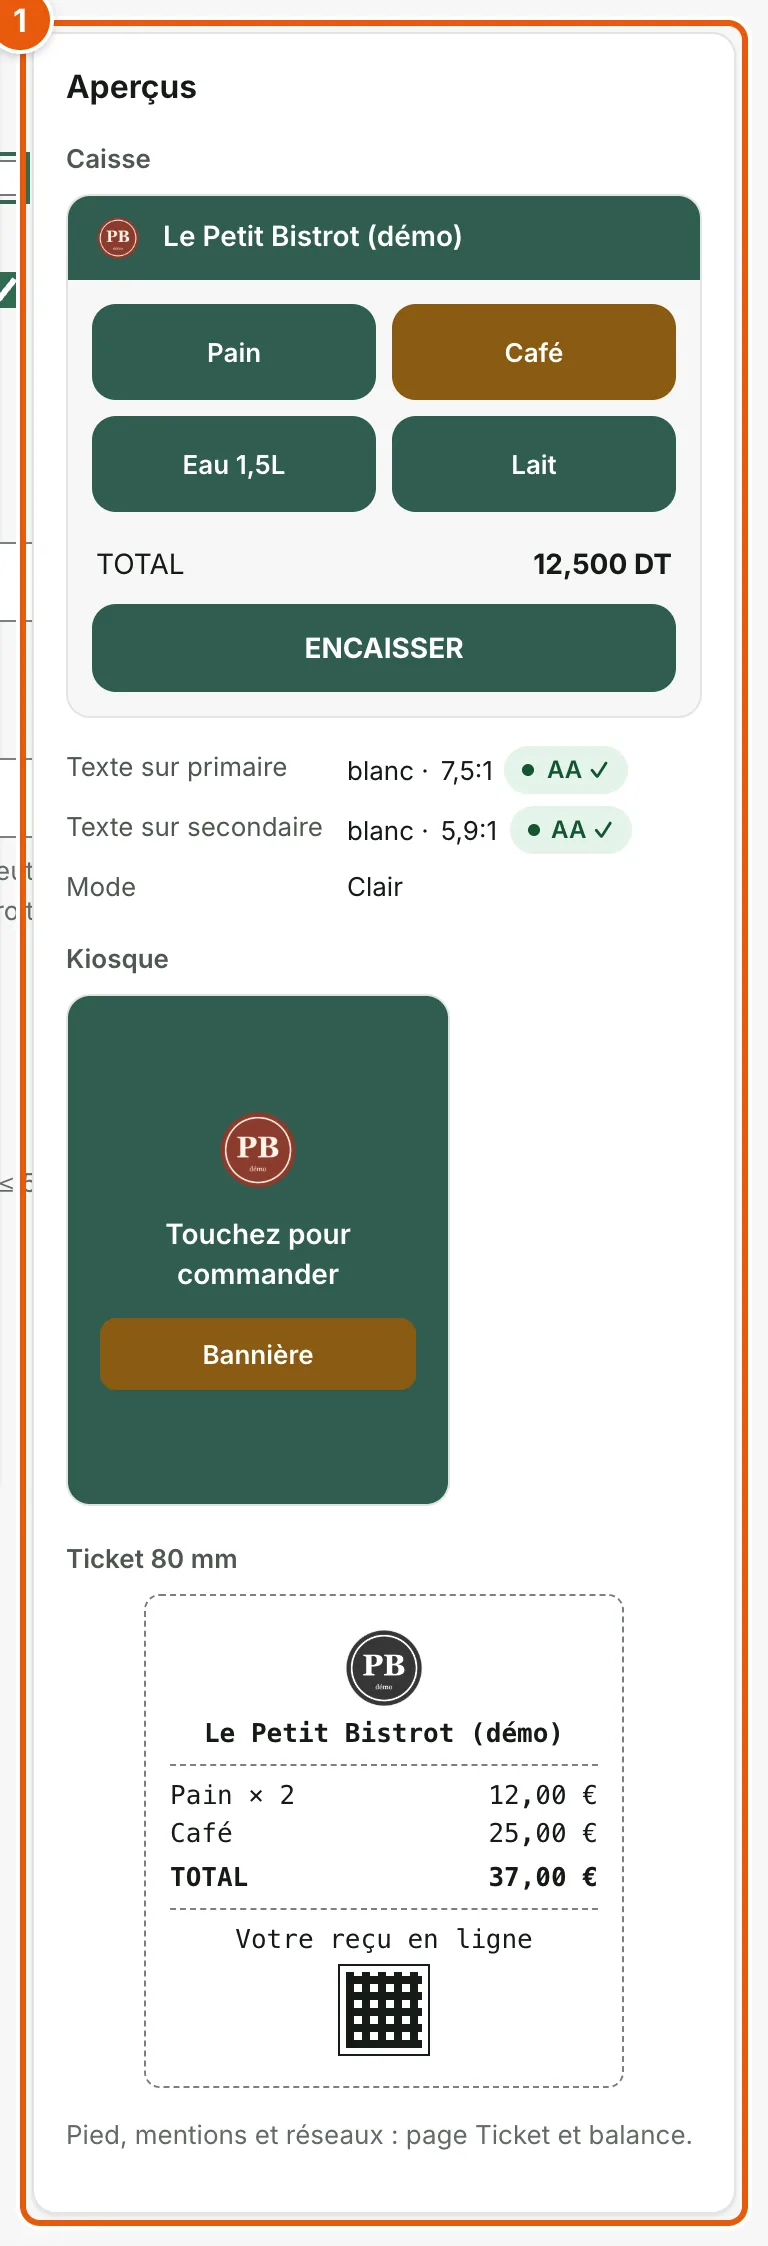 1
Aperçus
Caisse
PB
Le Petit Bistrot (démo)
Pain
Café
Eau 1,5L
Lait
TOTAL 12,500 DT
ENCAISSER
Texte sur primaire blanc · 7,5:1 AA ✓
Texte sur secondaire blanc · 5,9:1 AA ✓
Mode Clair
Kiosque
PB
démo
Touchez pour
commander
Bannière
Ticket 80 mm
PB
démo
Le Petit Bistrot (démo)
Pain × 2 12,00 €
Café 25,00 €
TOTAL 37,00 €
Votre reçu en ligne
Pied, mentions et réseaux : page Ticket et balance.